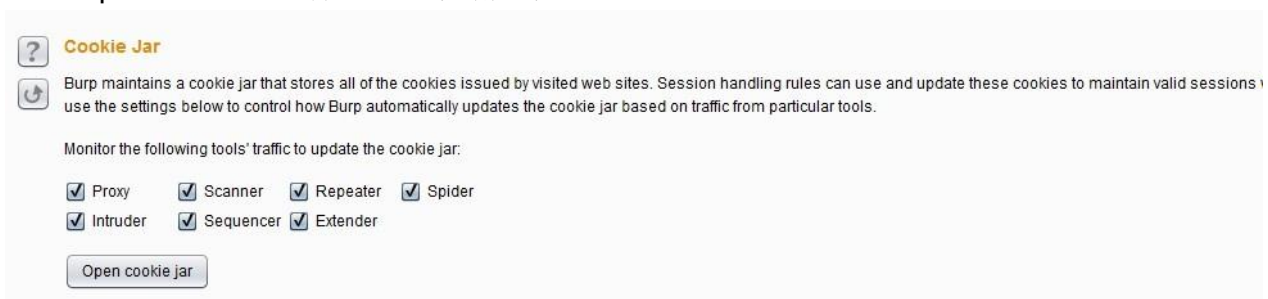 ?
Cookie Jar
Burp maintains a cookie jar that stores all of the cookies issued by visited web sites. Session handling rules can use and update these cookies to maintain valid sessions
use the settings below to control how Burp automatically updates the cookie jar based on traffic from particular tools.
Monitor the following tools' traffic to update the cookie jar:
Proxy Scanner Repeater Spider
Intruder Sequencer Extender
Open cookie jar